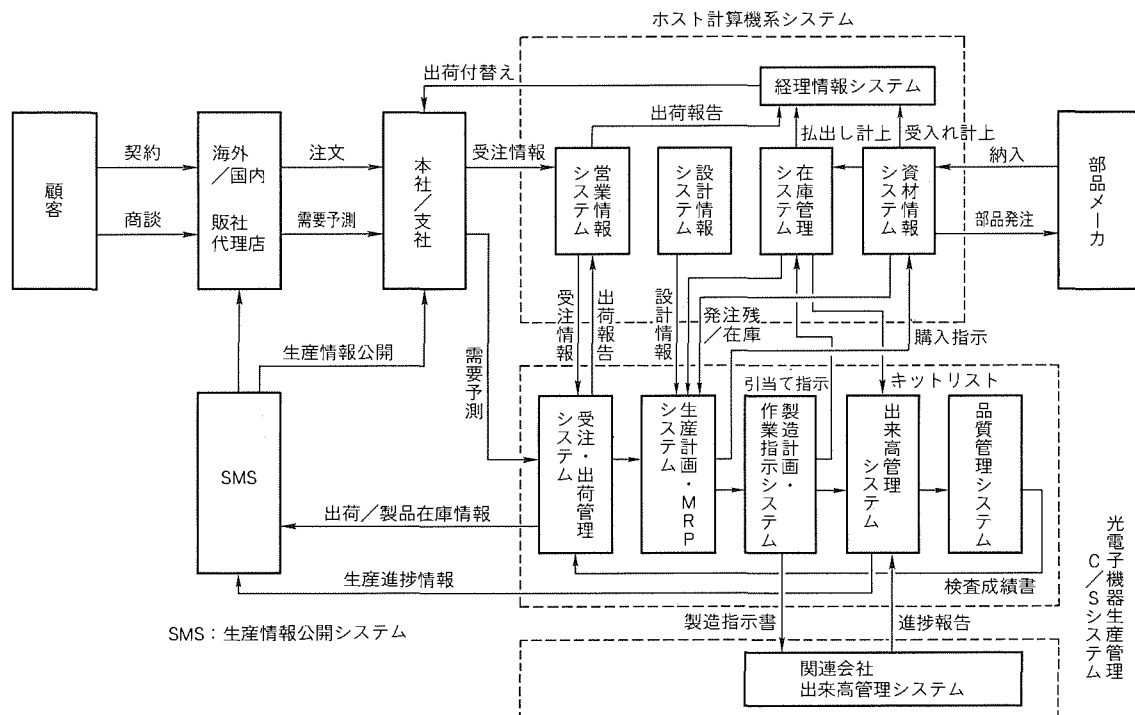 ホスト計算機系システム
出荷付替え
経理情報システム
出荷報告
払出し計上
受入れ計上
顧客
契約
商談
海外
／国内
販社
代理店
注文
需要予測
本社／支社
受注情報
営業情報
システム
設計情報
システム
在庫管理
システム
資材情報
システム
納入
部品発注
部品メーカ
受注情報
出荷報告
設計情報
発注残
／在庫
購入指示
生産情報公開
需要予測
引当て指示
キットリスト
SMS
受注・出荷管理
システム
生産計画・MRP
システム
製造計画・
作業指示システム
出来高管理
システム
品質管理システム
出荷／製品在庫情報
生産進捗情報
検査成績書
光電子機器生産管理
C／Sシステム
SMS：生産情報公開システム
製造指示書
進捗報告
関連会社
出来高管理システム